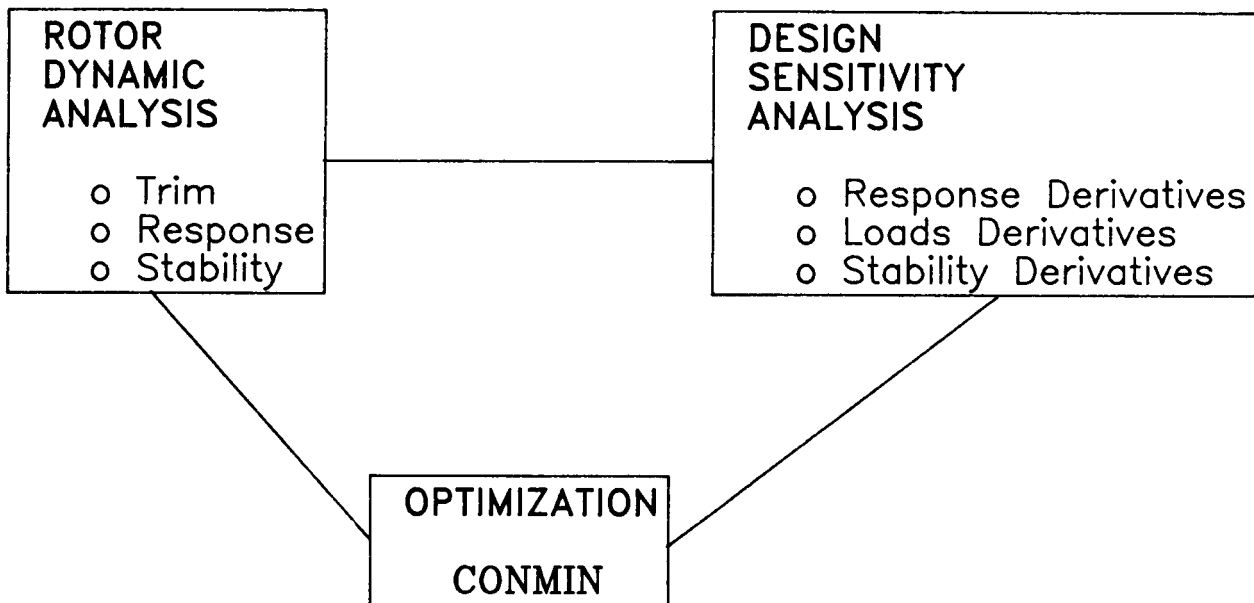 ROTOR
DYNAMIC
ANALYSIS
o Trim
o Response
o Stability
DESIGN
SENSITIVITY
ANALYSIS
o Response Derivatives
o Loads Derivatives
o Stability Derivatives
OPTIMIZATION
CONMIN